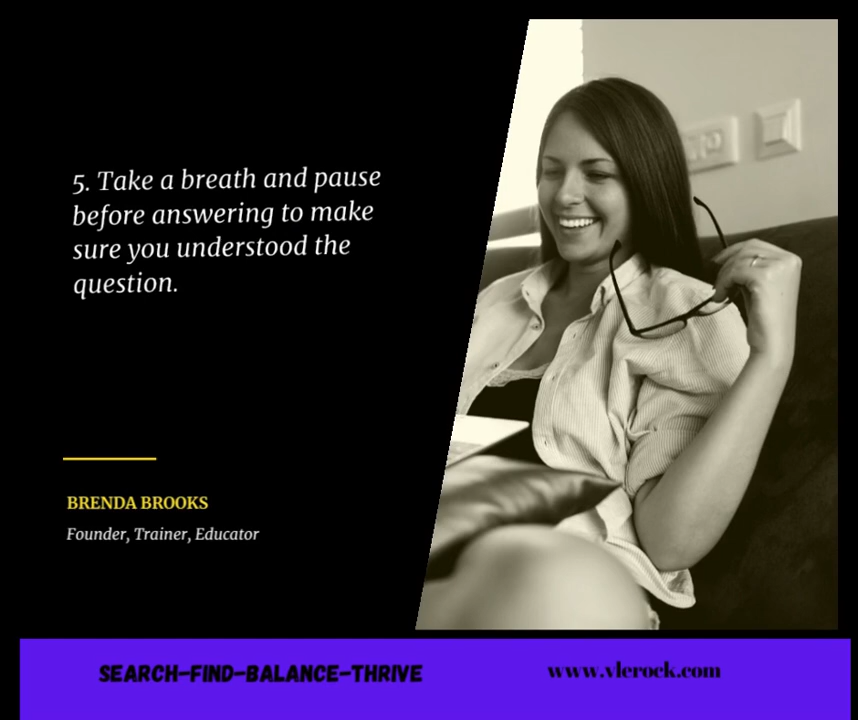 5. Take a breath and pause
before answering to make
sure you understood the
question.
BRENDA BROOKS
Founder, Trainer, Educator
SEARCH-FIND-BALANCE-THRIVE
www.vlerock.com